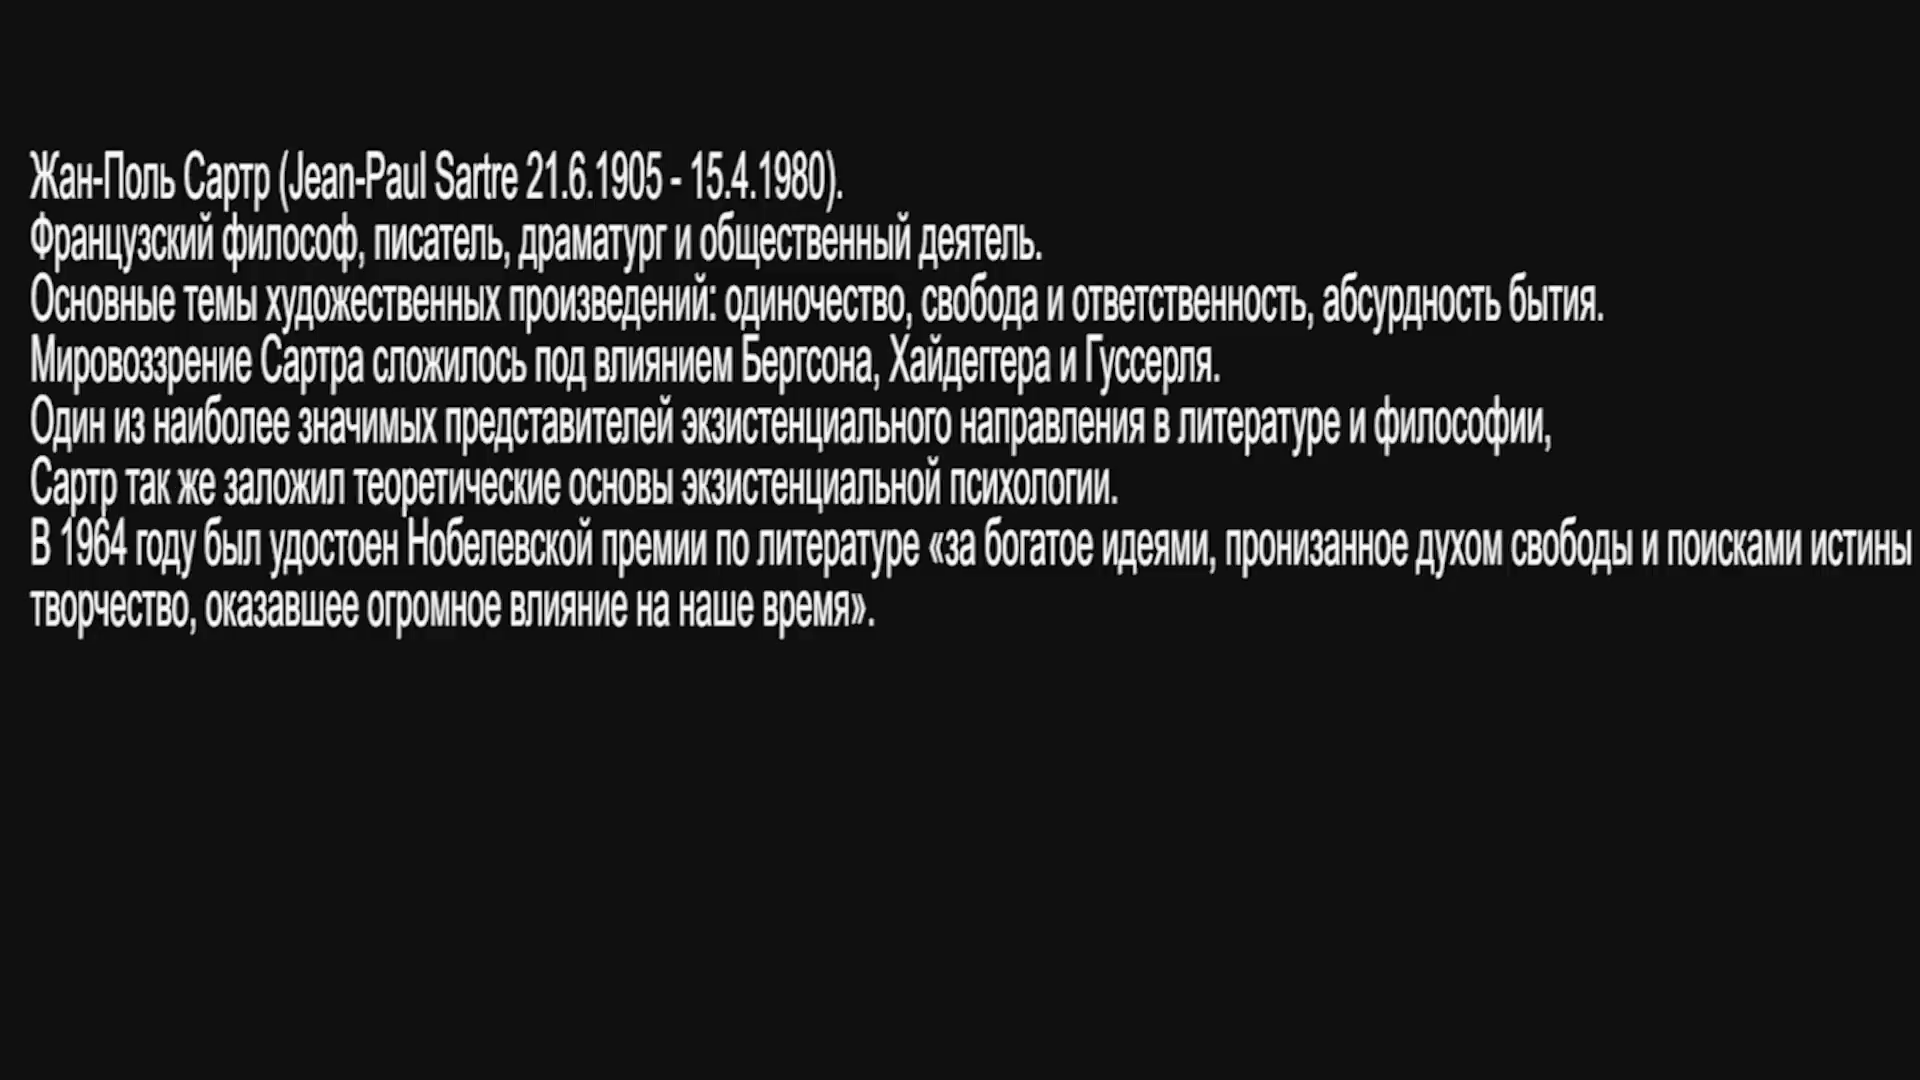 Жан-Поль Сартр (Jean-Paul Sartre 21.6.1905 - 15.4.1980).
Французский философ, писатель, драматург и общественный деятель.
Основные темы художественных произведений: одиночество, свобода и ответственность, абсурдность бытия.
Мировоззрение Сартра сложилось под влиянием Бергсона, Хайдеггера и Гуссерля.
Один из наиболее значимых представителей экзистенциального направления в литературе и философии,
Сартр так же заложил теоретические основы экзистенциальной психологии.
В 1964 году был удостоен Нобелевской премии по литературе «за богатое идеями, пронизанное духом свободы и поисками истины
творчество, оказавшее огромное влияние на наше время».